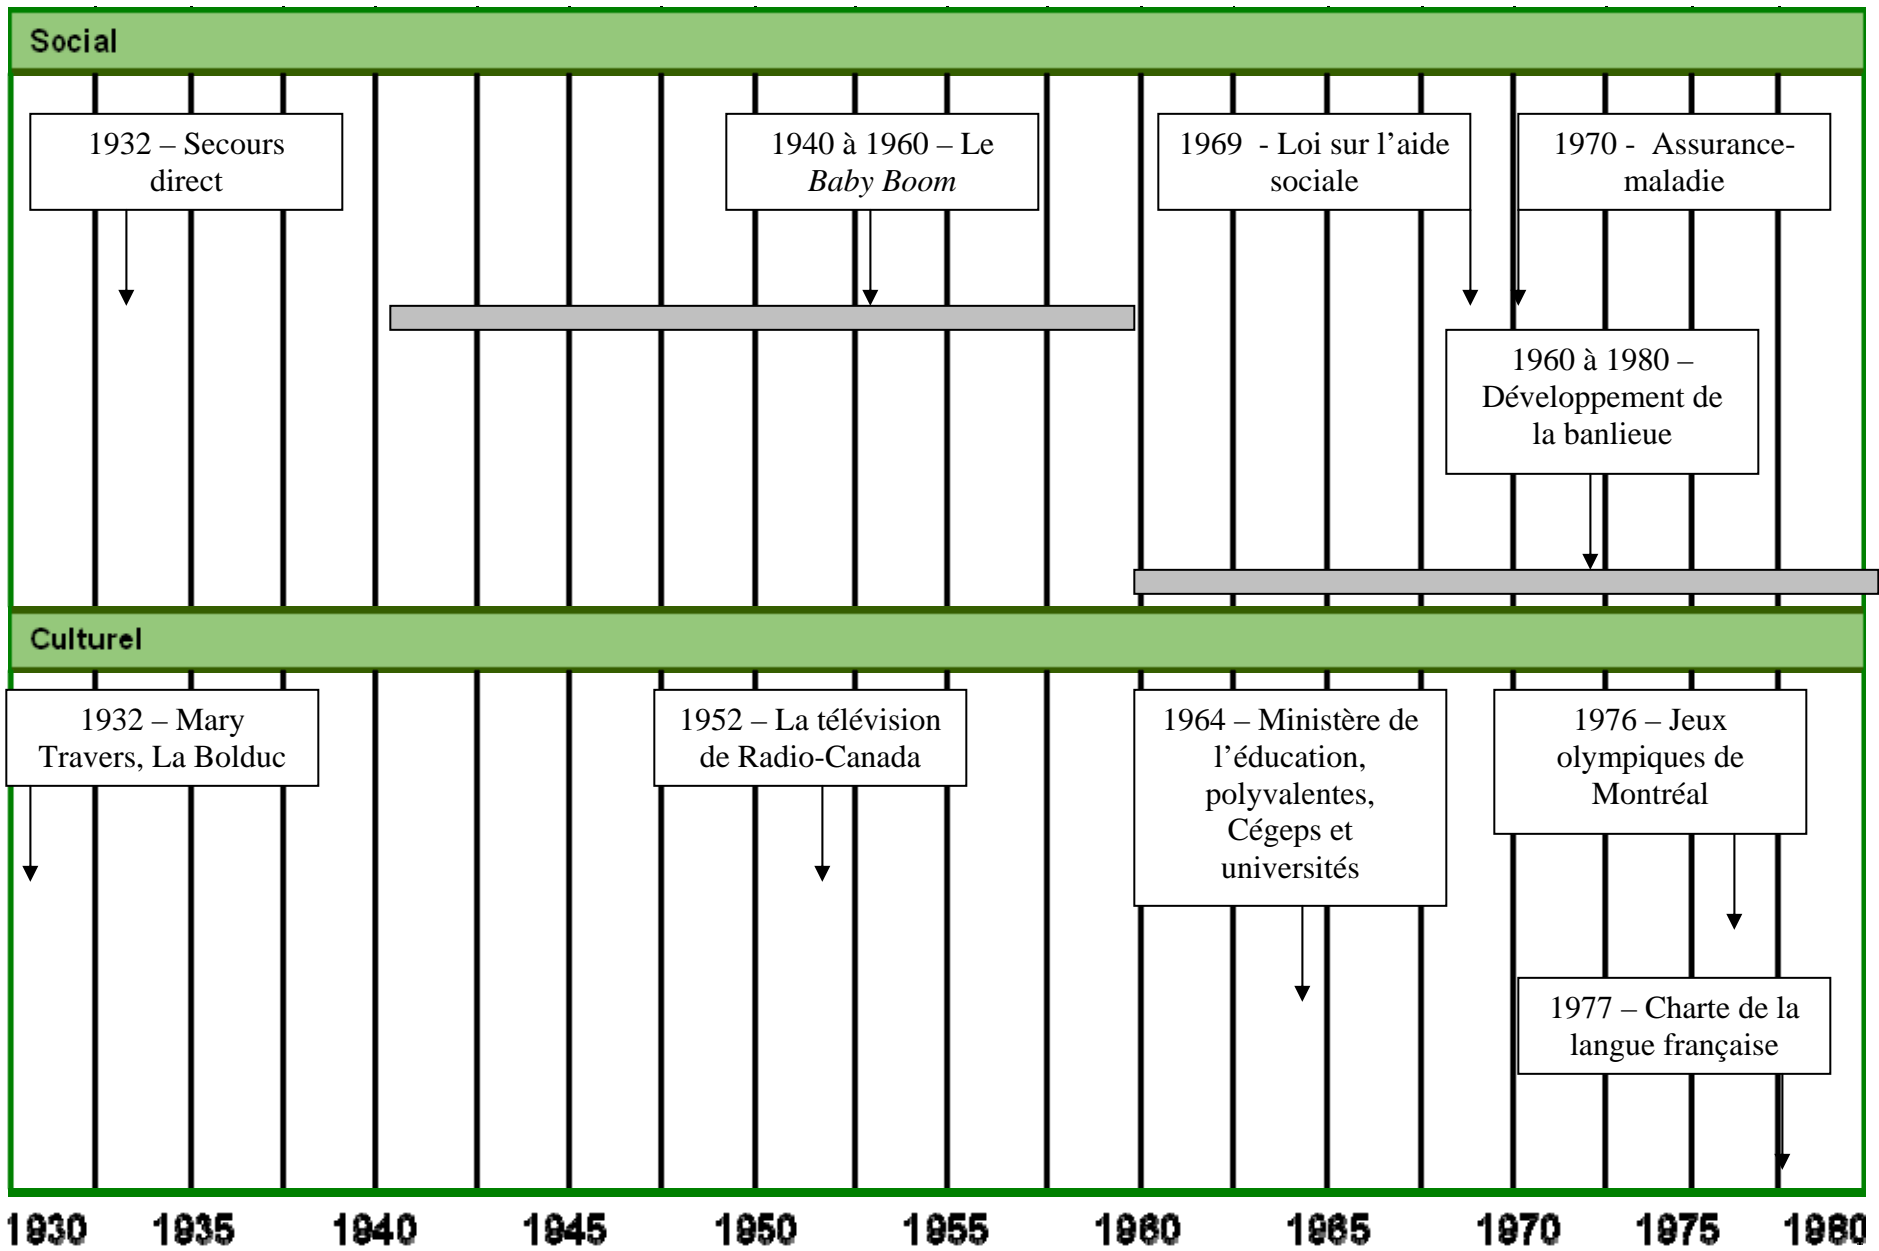 Social
1932 – Secours
direct
1940 à 1960 – Le
Baby Boom
1969 - Loi sur l’aide
sociale
1970 - Assurance-
maladie
1960 à 1980 –
Développement de
la banlieue
Culturel
1932 – Mary
Travers, La Bolduc
1952 – La télévision
de Radio-Canada
1964 – Ministère de
l’éducation,
polyvalentes,
Cégeps et
universités
1976 – Jeux
olympiques de
Montréal
1977 – Charte de la
langue française
1930 1935 1940 1945 1950 1955 1960 1965 1970 1975 1980